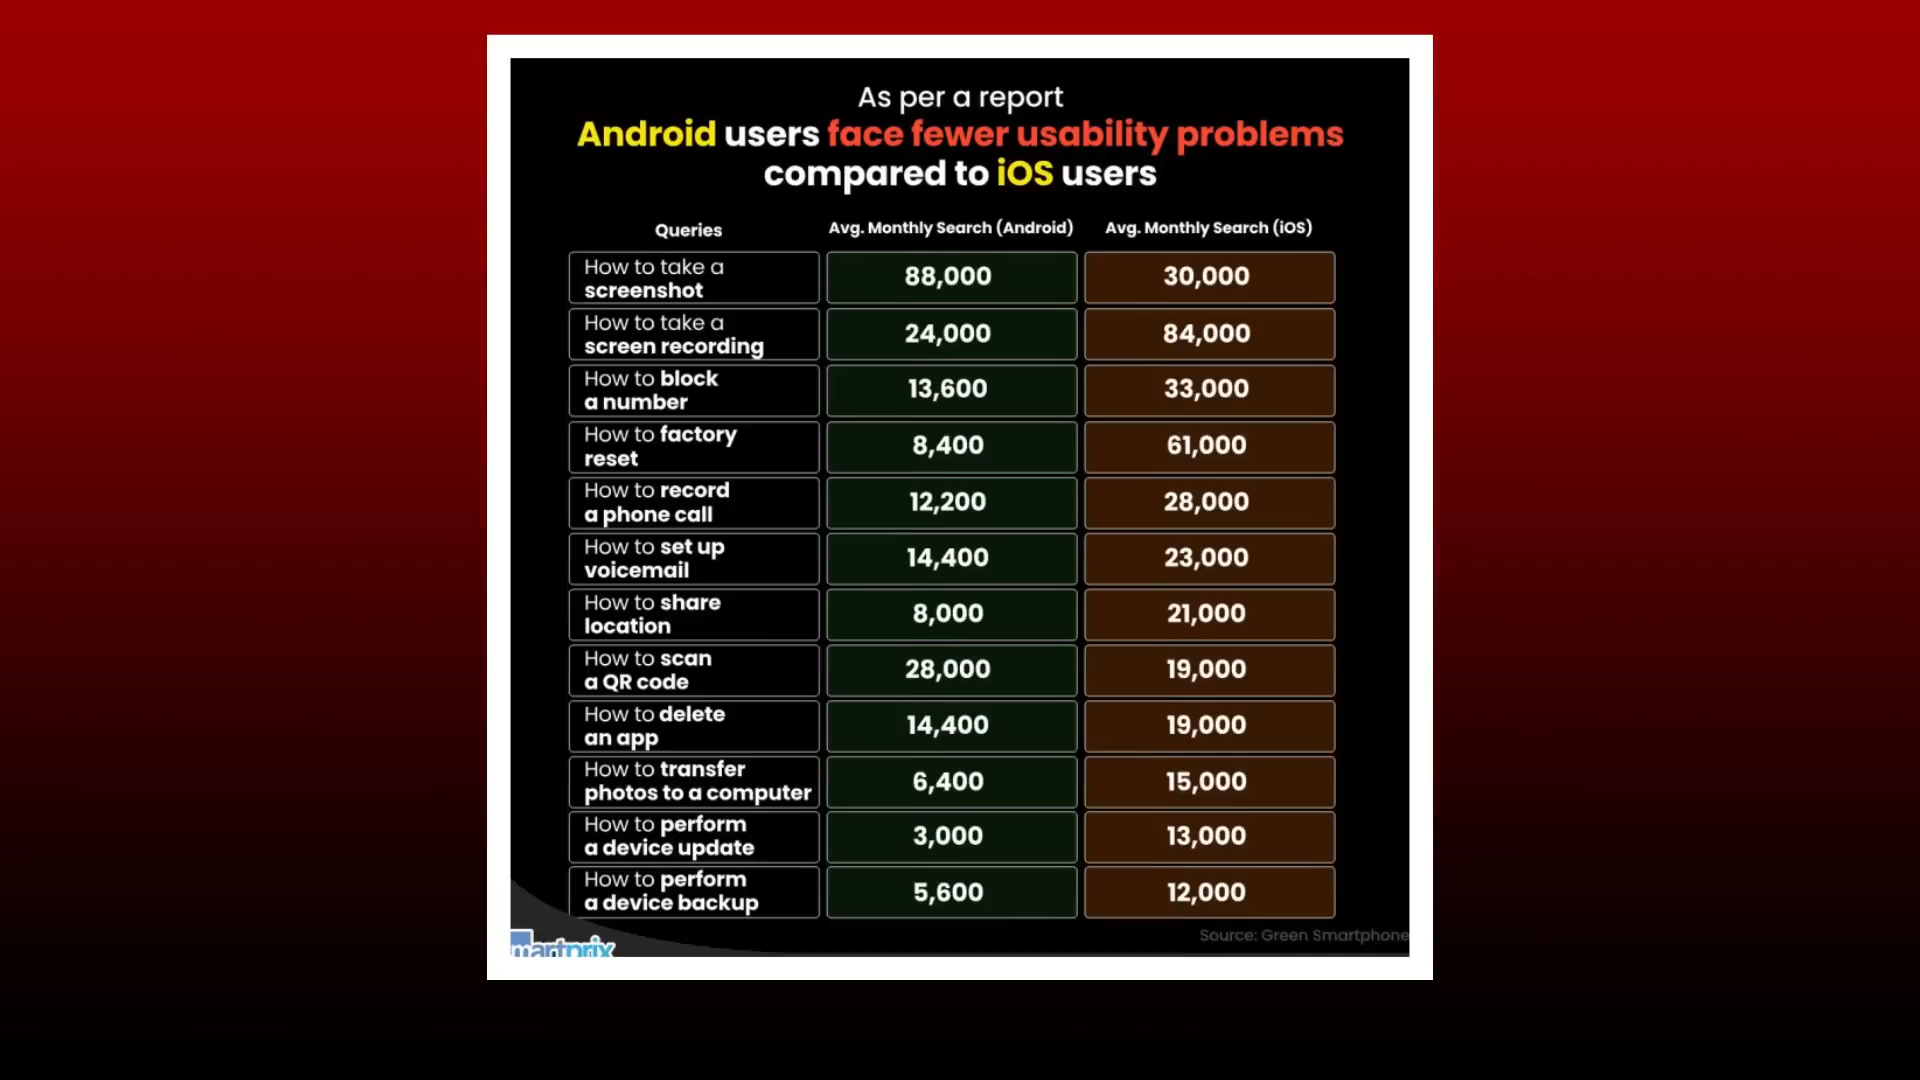 As per a report
Android users face fewer usability problems
compared to iOS users
Queries Avg. Monthly Search (Android) Avg. Monthly Search (iOS)
How to take a
screenshot
88,000 30,000
How to take a
screen recording
24,000 84,000
How to block
a number
13,600 33,000
How to factory
reset
8,400 61,000
How to record
a phone call
12,200 28,000
How to set up
voicemail
14,400 23,000
How to share
location
8,000 21,000
How to scan
a QR code
28,000 19,000
How to delete
an app
14,400 19,000
How to transfer
photos to a computer
6,400 15,000
How to perform
a device update
3,000 13,000
How to perform
a device backup
5,600 12,000
Source: Green Smartphone
martprix